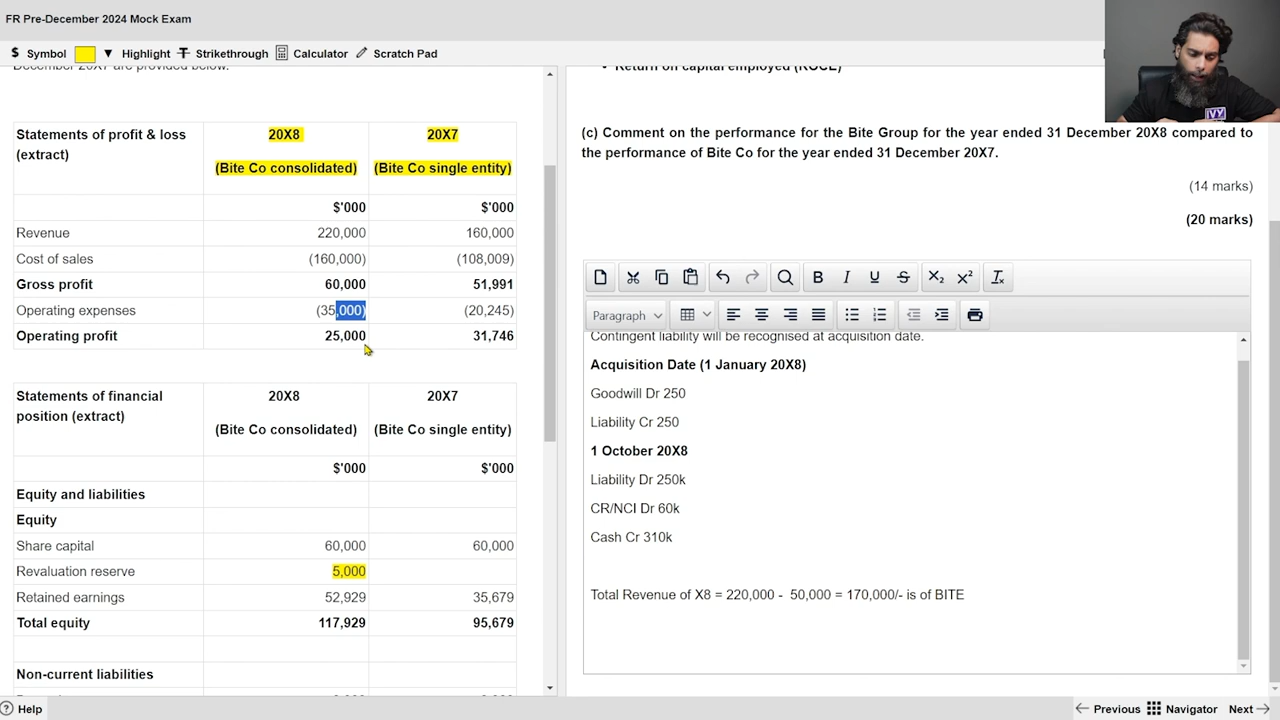 FR Pre-December 2024 Mock Exam
$ Symbol Highlight T Strikethrough Calculator Scratch Pad
December 20X7 are provided below.
Statements of profit & loss 20X8 20X7
(extract)
(Bite Co consolidated) (Bite Co single entity)
$'000 $'000
Revenue 220,000 160,000
Cost of sales (160,000) (108,009)
Gross profit 60,000 51,991
Operating expenses (35,000) (20,245)
Operating profit 25,000 31,746
Statements of financial 20X8 20X7
position (extract)
(Bite Co consolidated) (Bite Co single entity)
$'000 $'000
Equity and liabilities
Equity
Share capital 60,000 60,000
Revaluation reserve 5,000
Retained earnings 52,929 35,679
Total equity 117,929 95,679
Non-current liabilities
• Return on capital employed (ROCE)
(c) Comment on the performance for the Bite Group for the year ended 31 December 20X8 compared to
the performance of Bite Co for the year ended 31 December 20X7.
(14 marks)
(20 marks)
B I U S X₂ X² Tx
Paragraph
Contingent liability will be recognised at acquisition date.
Acquisition Date (1 January 20X8)
Goodwill Dr 250
Liability Cr 250
1 October 20X8
Liability Dr 250k
CR/NCI Dr 60k
Cash Cr 310k
Total Revenue of X8 = 220,000 - 50,000 = 170,000/- is of BITE
IVY
? Help Previous Navigator Next